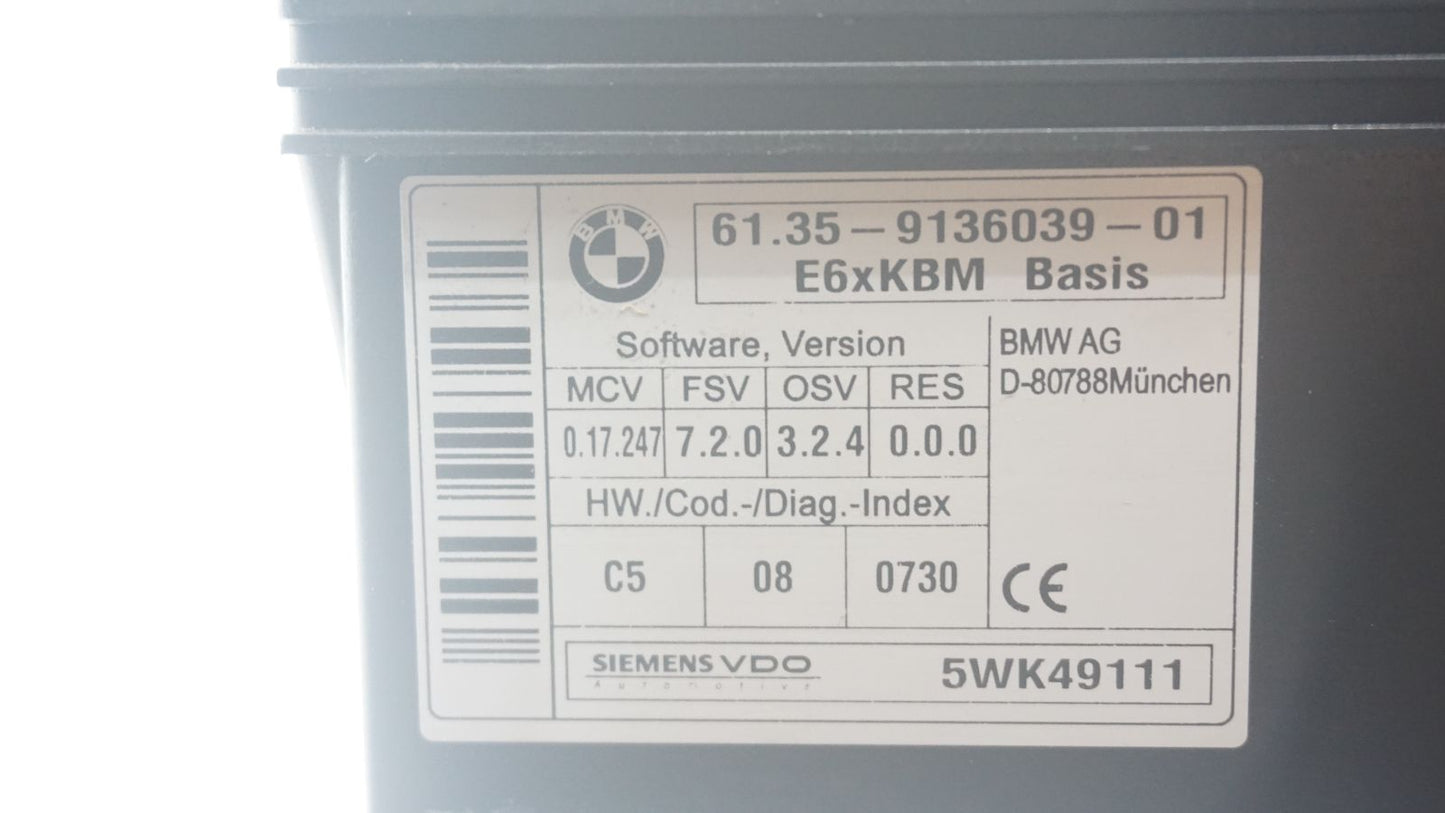 BMW
61.35-9136039-01
E6xKBM Basis
Software, Version
MCV FSV OSV RES
0.17.247 7.2.0 3.2.4 0.0.0
BMW AG
D-80788München
HW./Cod.-/Diag.-Index
C5 08 0730
CE
SIEMENS VDO
Automotive
5WK49111